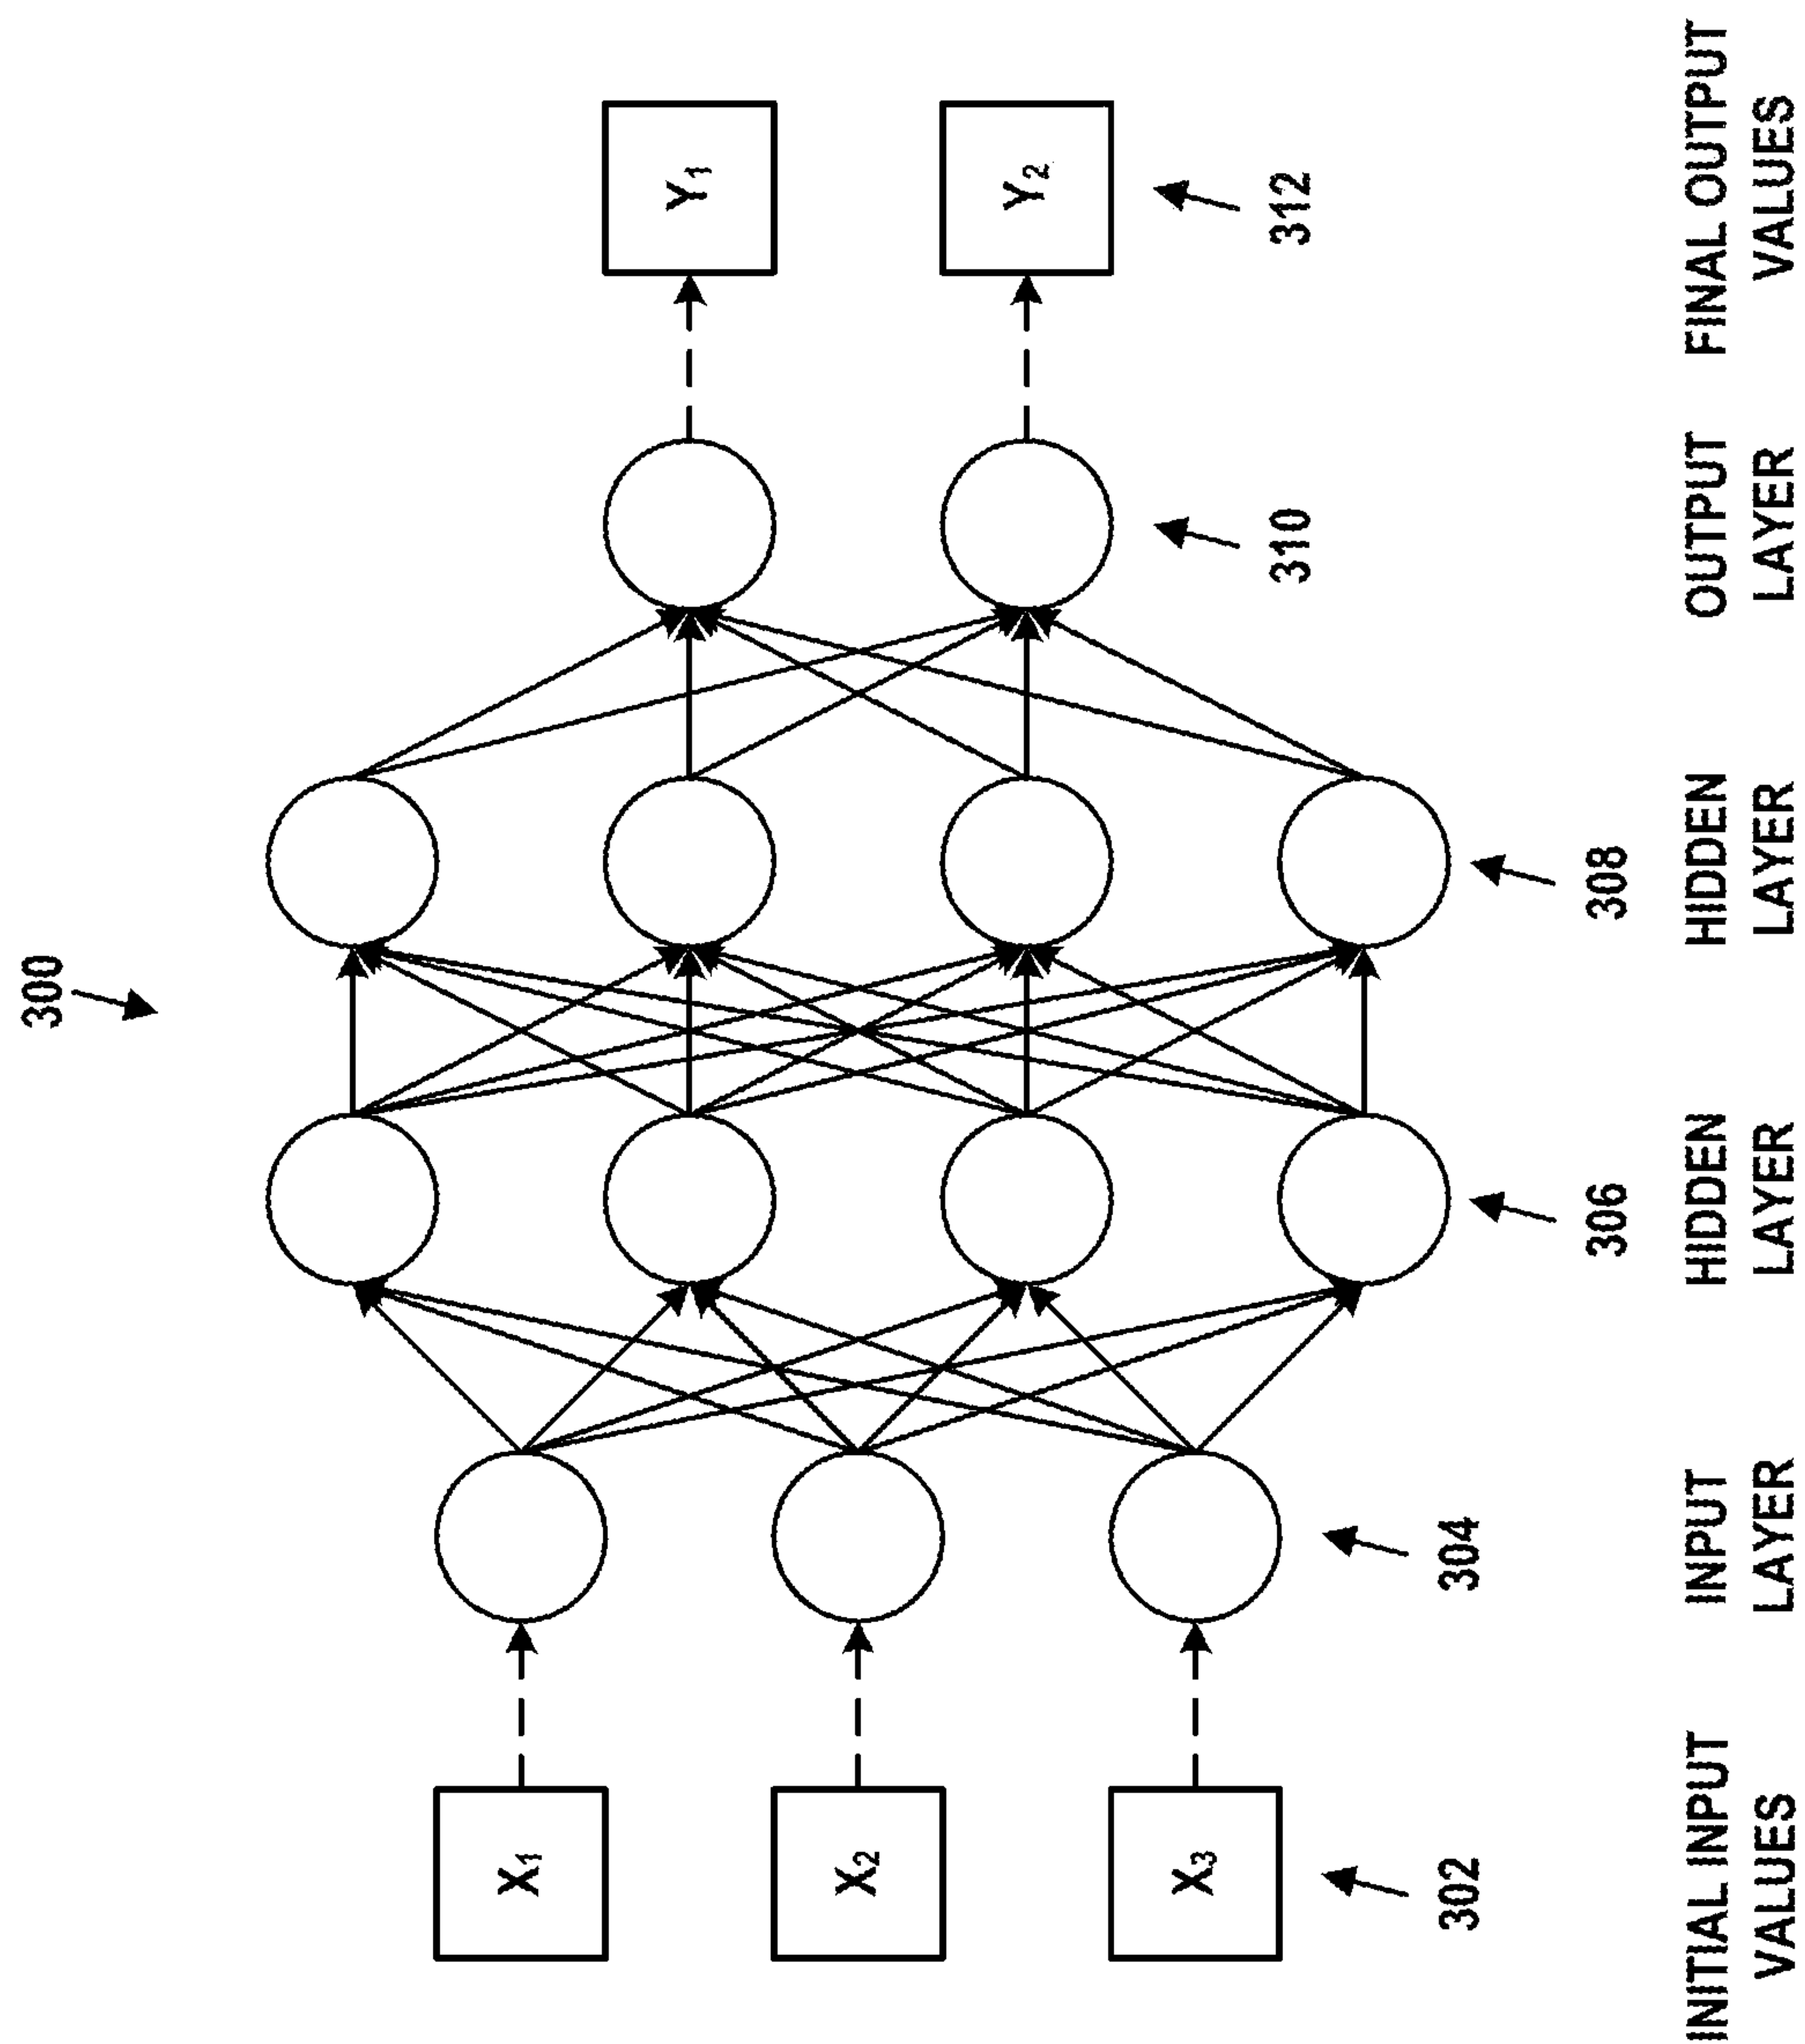 300
X1
X2
X3
Y1
Y2
302
304
306
308
310
312
INITIAL INPUT
VALUES
INPUT
LAYER
HIDDEN
LAYER
HIDDEN
LAYER
OUTPUT
LAYER
FINAL OUTPUT
VALUES